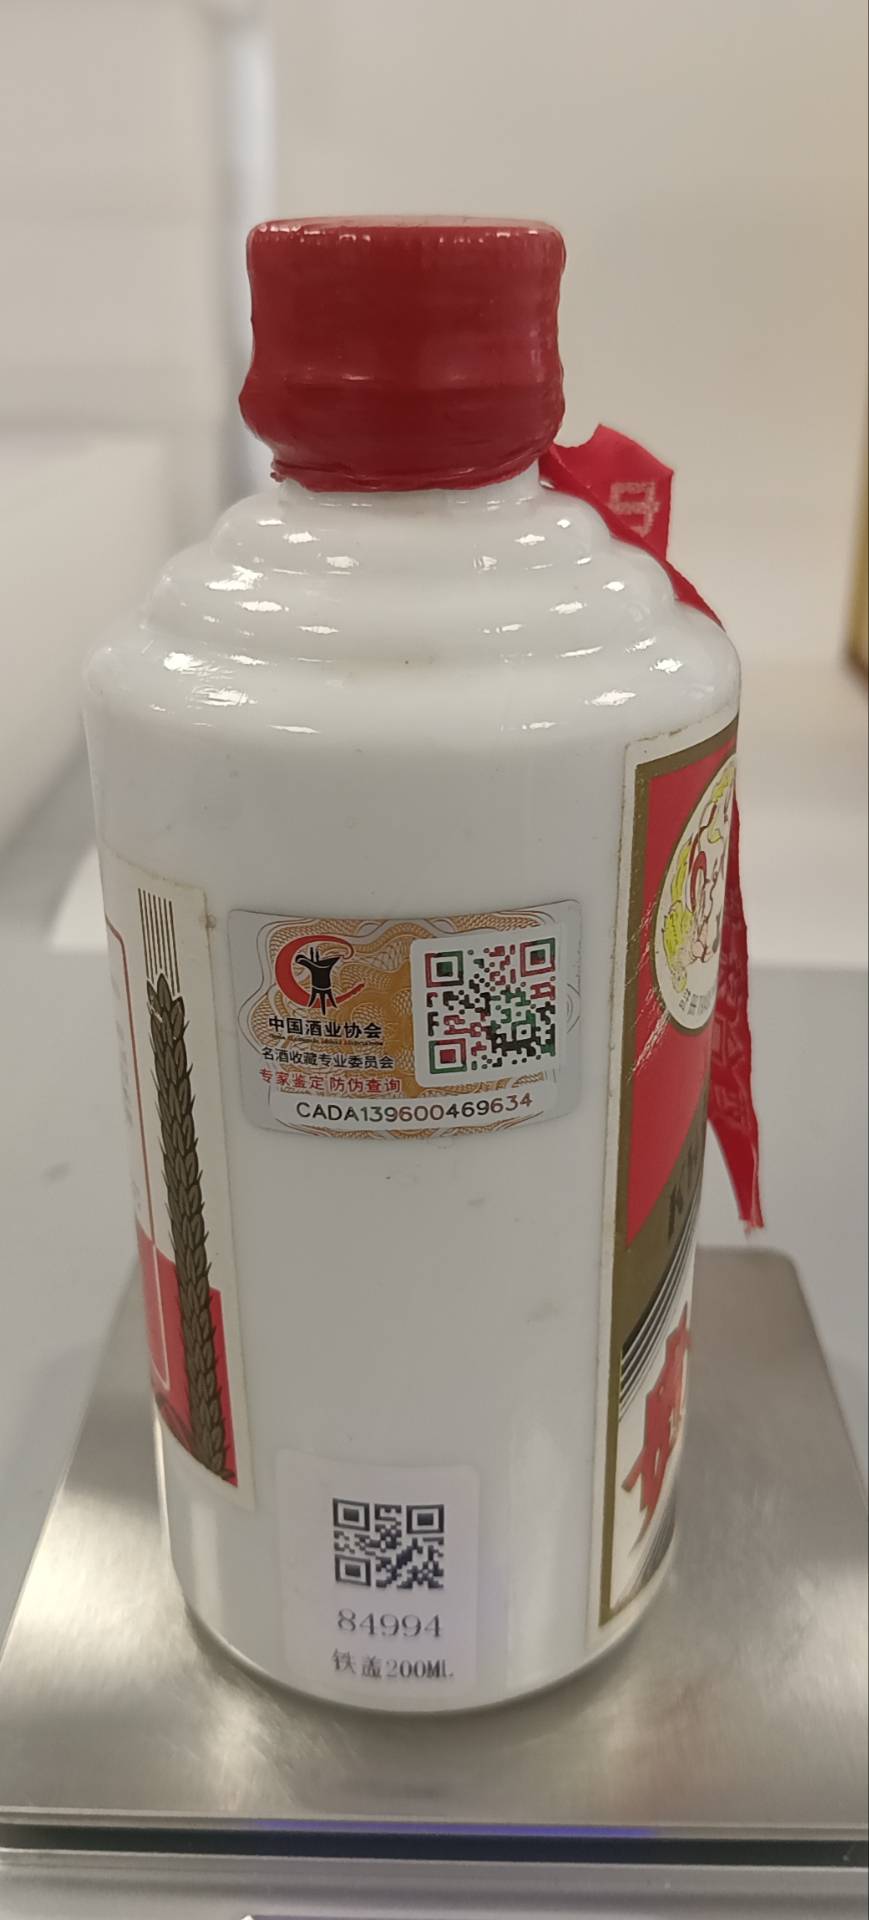 中国酒业协会
名酒收藏专业委员会
专家鉴定 防伪查询
CADA139600469634
84994
铁盖200ML